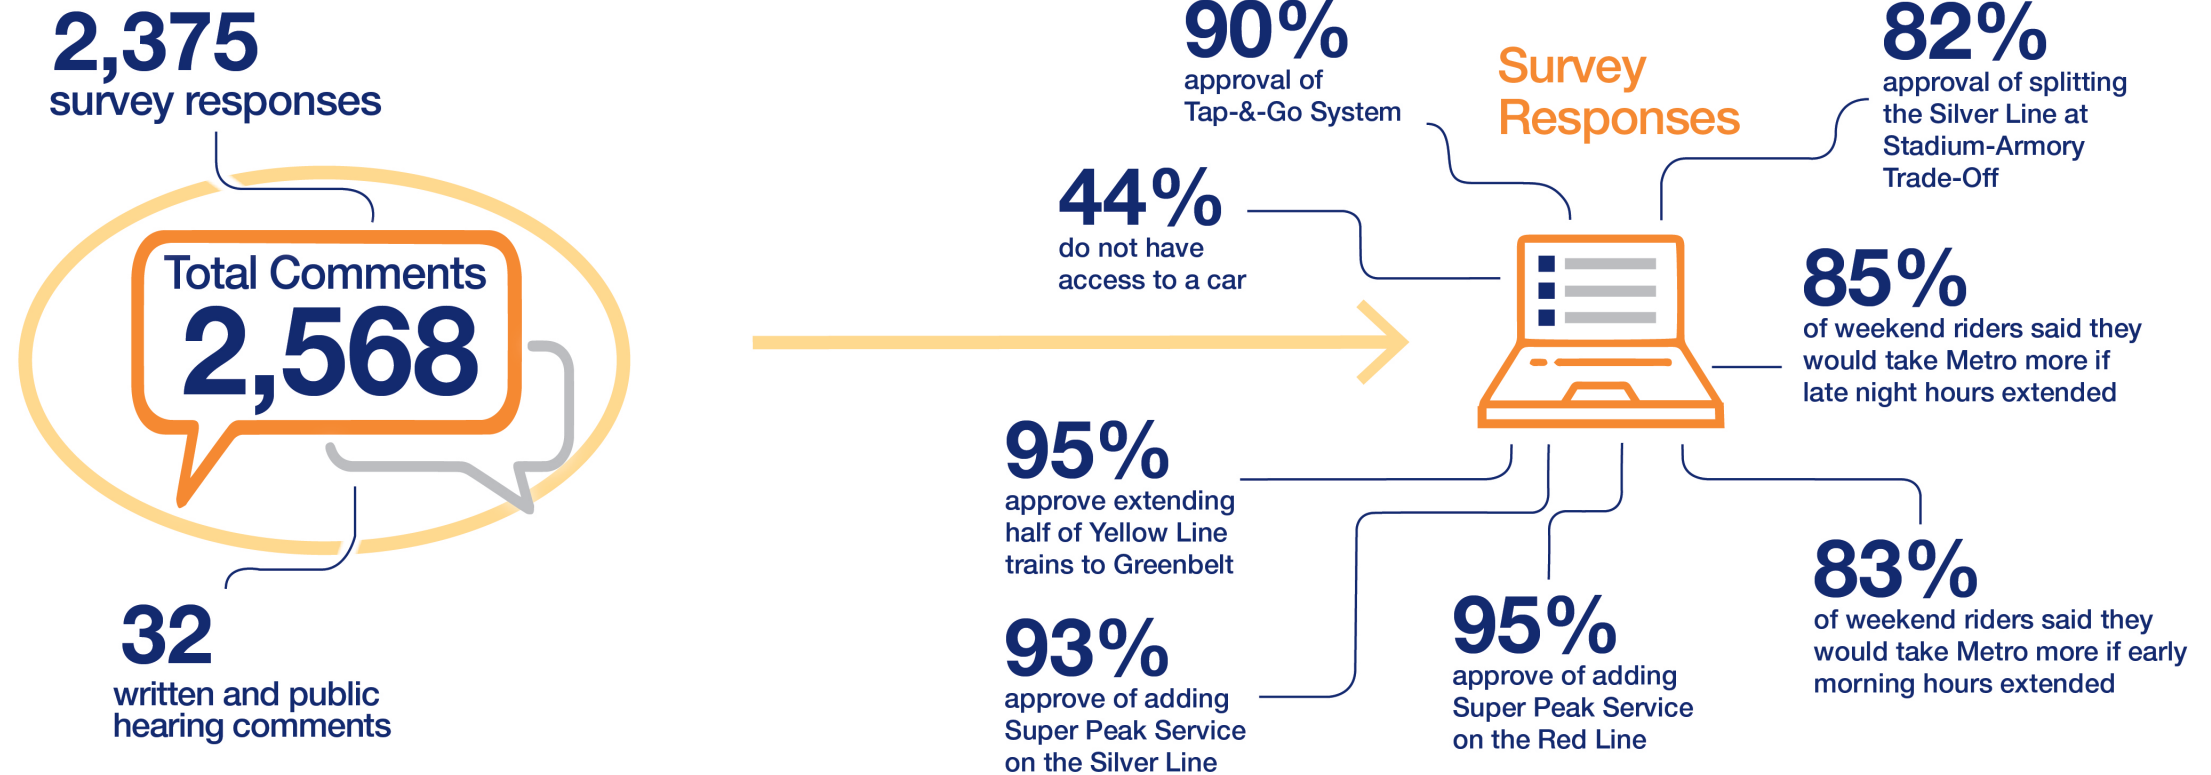 2,375
survey responses
Total Comments
2,568
32
written and public
hearing comments
Survey
Responses
90%
approval of
Tap-&-Go System
82%
approval of splitting
the Silver Line at
Stadium-Armory
Trade-Off
44%
do not have
access to a car
85%
of weekend riders said they
would take Metro more if
late night hours extended
95%
approve extending
half of Yellow Line
trains to Greenbelt
93%
approve of adding
Super Peak Service
on the Silver Line
95%
approve of adding
Super Peak Service
on the Red Line
83%
of weekend riders said they
would take Metro more if early
morning hours extended